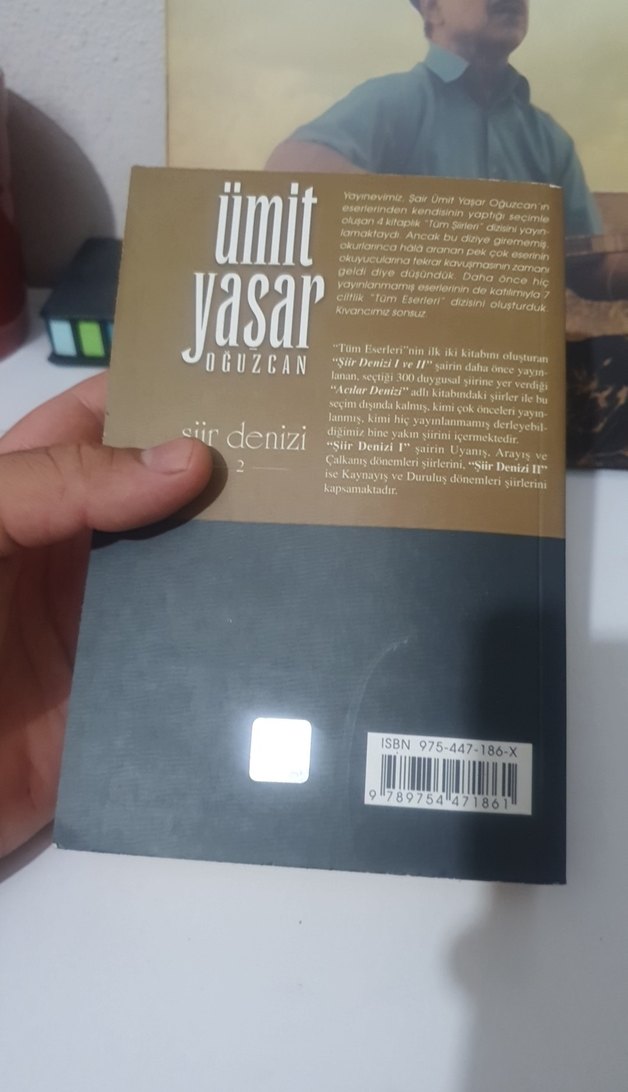 ümit
yaşar
OĞUZCAN
şiir denizi
2
Yayınevimiz, Şair Ümit Yaşar Oğuzcan'ın
eserlerinden kendisinin yaptığı seçimle
oluşan 4 kitaplık "Tüm Şiirleri" dizisini yayın-
lamaktaydı. Ancak bu diziye girememiş,
okurlarınca hâlâ aranan pek çok eserinin
okuyucularına tekrar kavuşmasının zamanı
geldi diye düşündük. Daha önce hiç
yayınlanmamış eserlerinin de katılımıyla 7
ciltlik "Tüm Eserleri" dizisini oluşturduk.
Kıvancımız sonsuz
"Tüm Eserleri"nin ilk iki kitabını oluşturan
"Şiir Denizi I ve II" şairin daha önce yayın-
lanan, seçtiği 300 duygusal şiirine yer verdiği
"Acılar Denizi" adlı kitabındaki şiirler ile bu
seçim dışında kalmış, kimi çok önceleri yayın-
lanmış, kimi hiç yayınlanmamış derleyebil-
diğimiz bine yakın şiirini içermektedir.
"Şiir Denizi I" şairin Uyanış, Arayış ve
Çalkanış dönemleri şiirlerini, "Şiir Denizi II"
ise Kaynayış ve Duruluş dönemleri şiirlerini
kapsamaktadır.
ISBN 975-447-186-X
9 789754 471861